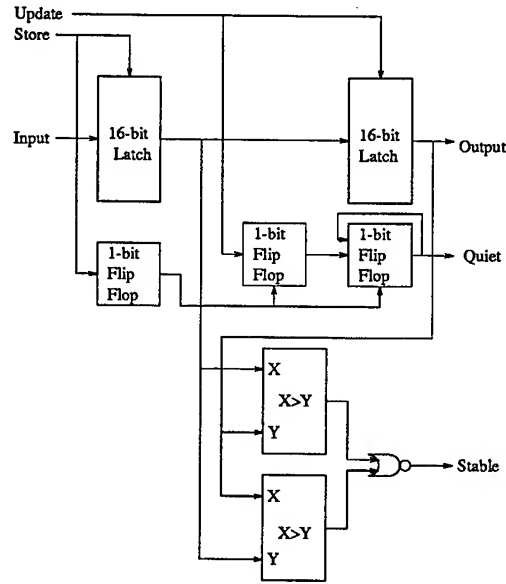 Update
Store
Input
16-bit
Latch
16-bit
Latch
Output
1-bit
Flip
Flop
1-bit
Flip
Flop
1-bit
Flip
Flop
Quiet
X
X>Y
Y
Stable
X
X>Y
Y